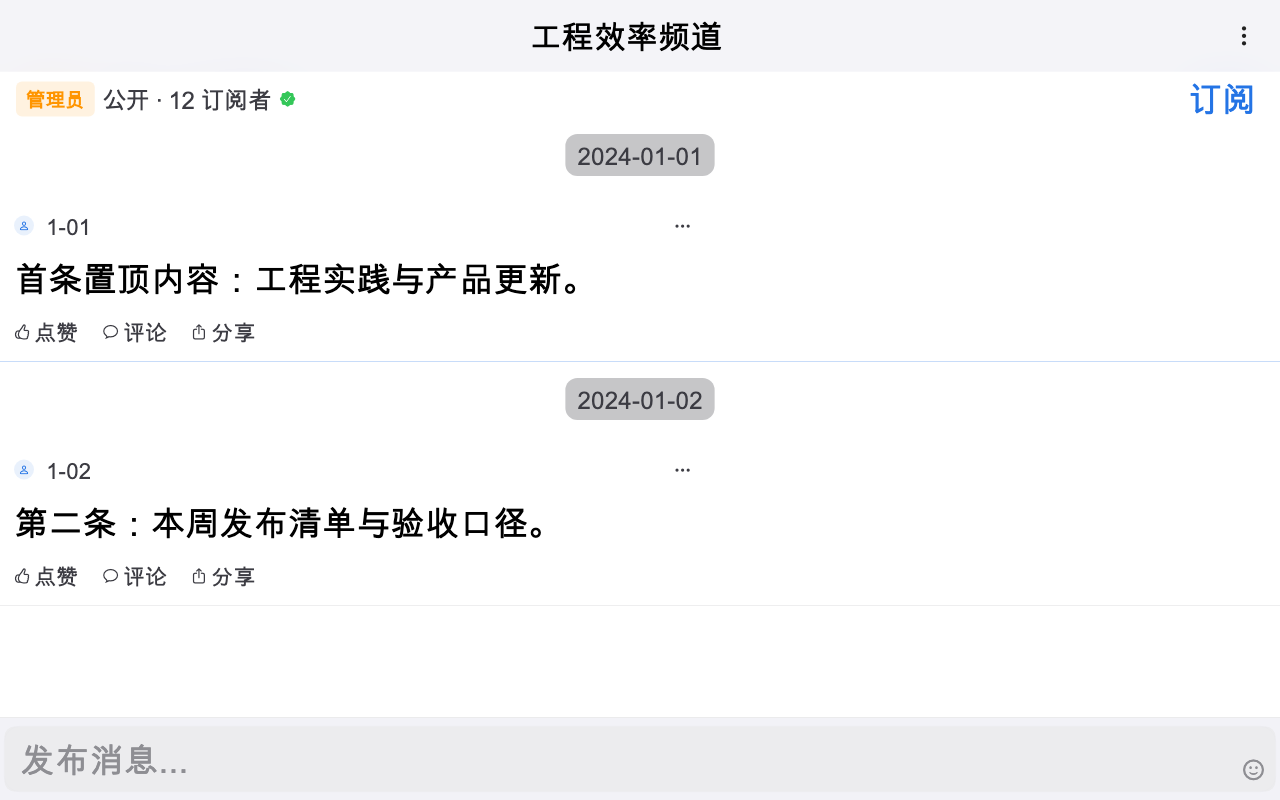 工程效率频道
管理员 公开 · 12 订阅者 订阅
2024-01-01
1-01
首条置顶内容：工程实践与产品更新。
点赞 评论 分享
2024-01-02
1-02
第二条：本周发布清单与验收口径。
点赞 评论 分享
发布消息...